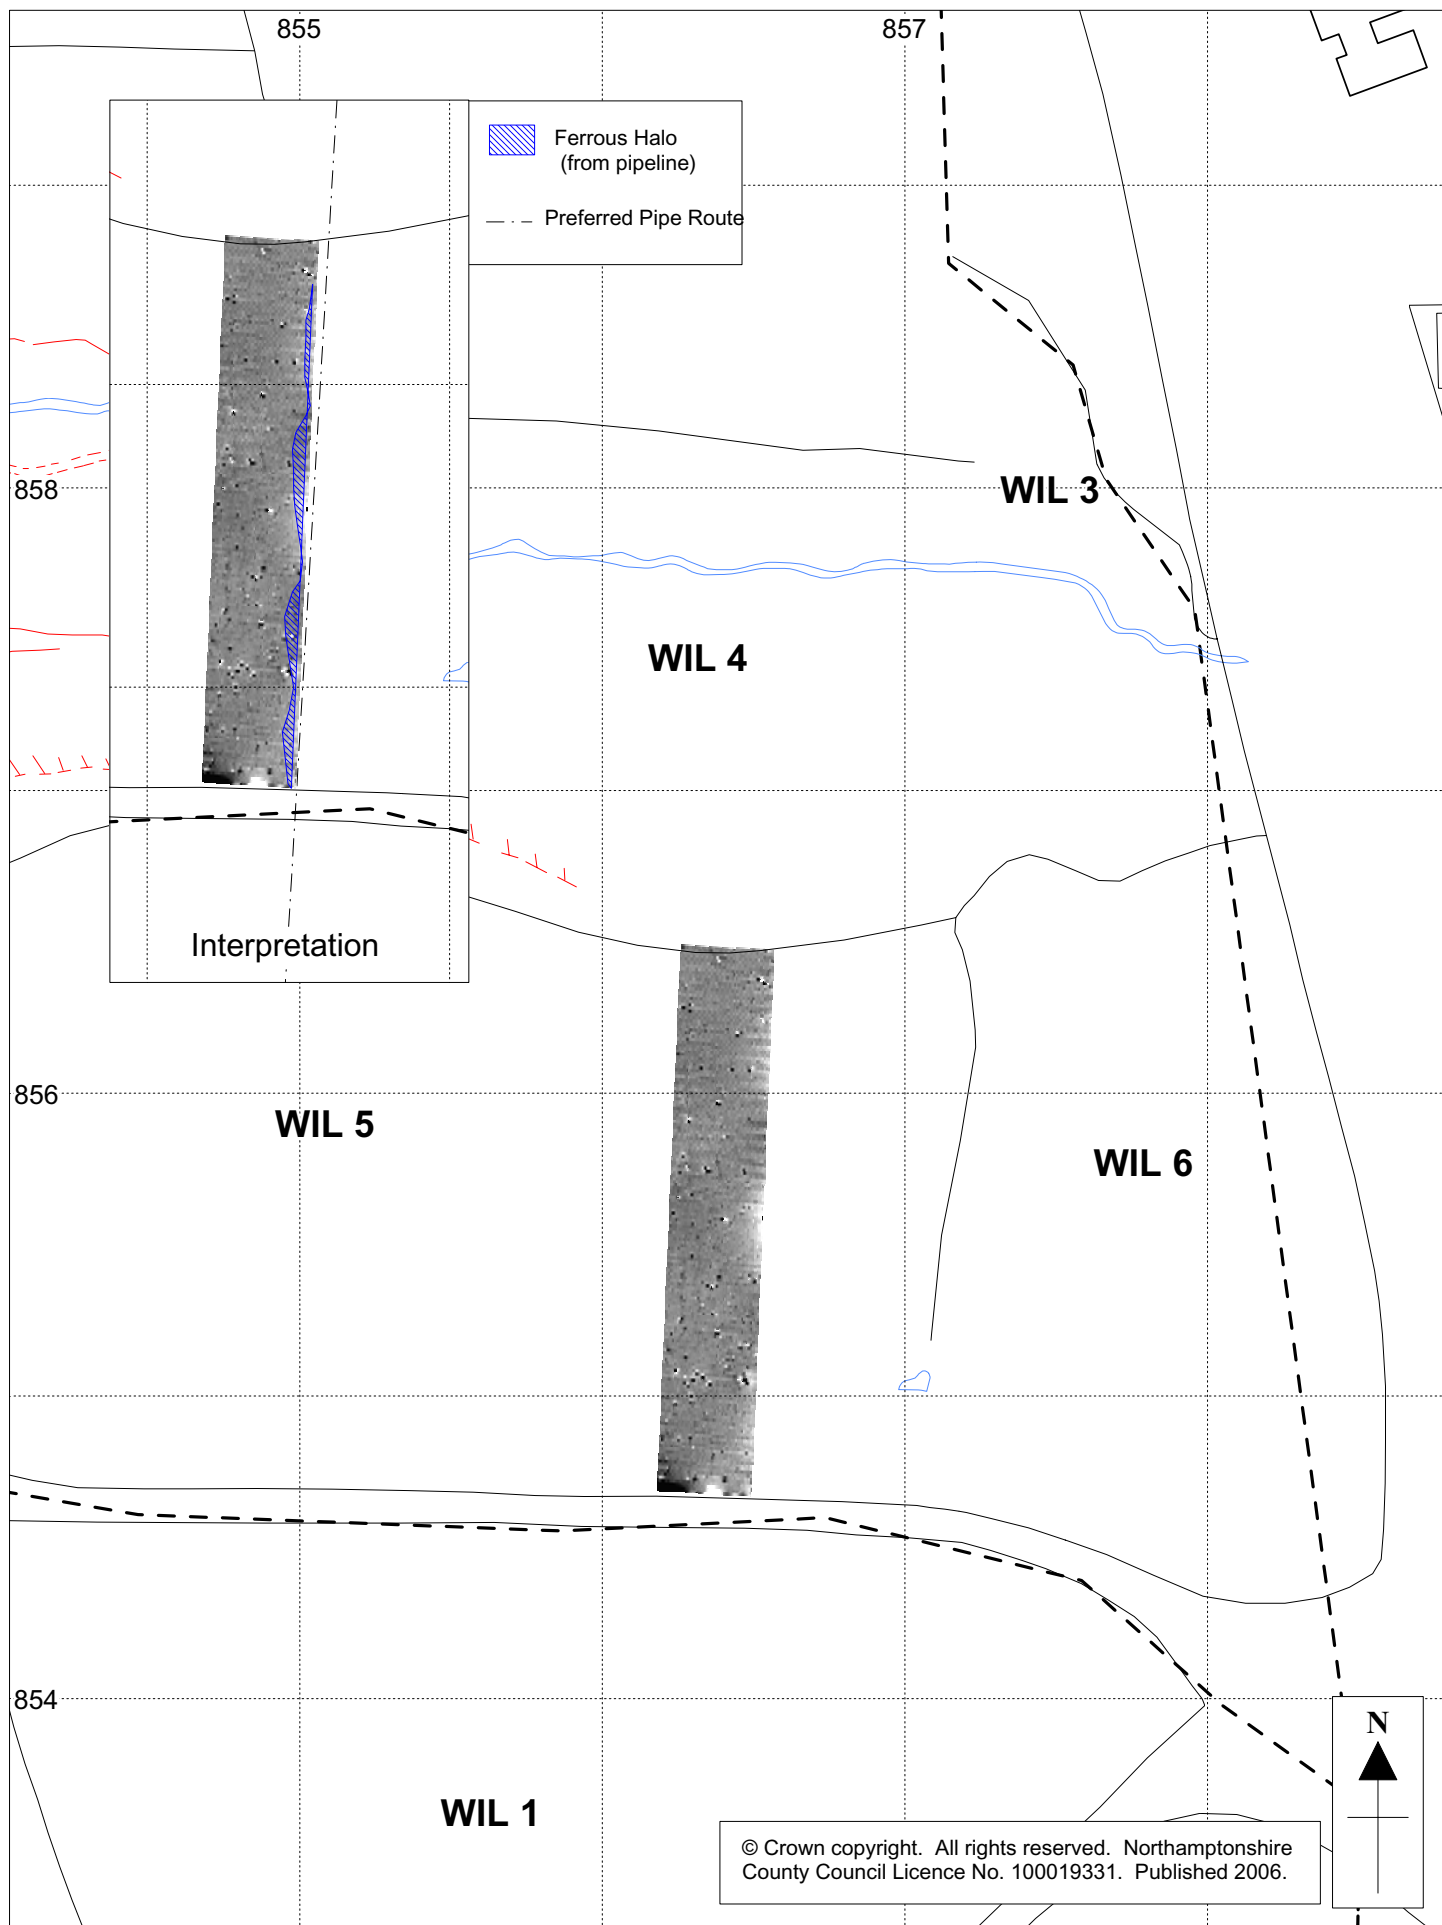 855
857
Ferrous Halo
(from pipeline)
Preferred Pipe Route
858
WIL 3
WIL 4
Interpretation
856
WIL 5
WIL 6
854
N
WIL 1
© Crown copyright. All rights reserved. Northamptonshire
County Council Licence No. 100019331. Published 2006.